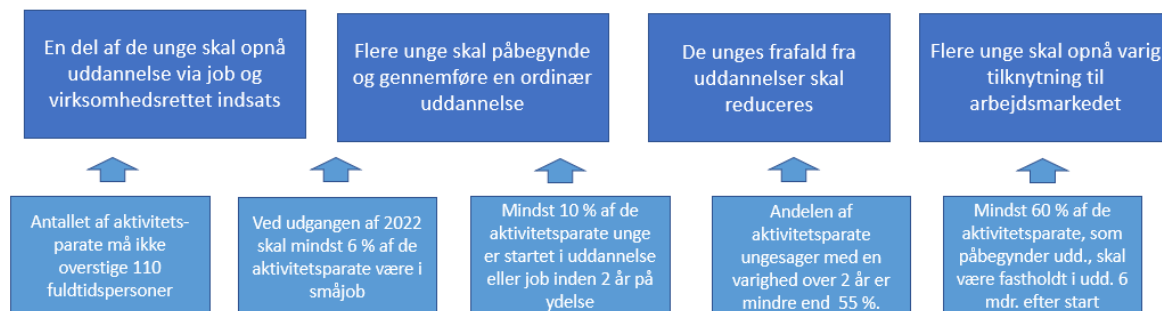 En del af de unge skal opnå
uddannelse via job og
virksomhedsrettet indsats
Flere unge skal påbegynde
og gennemføre en ordinær
uddannelse
De unges frafald fra
uddannelser skal
reduceres
Flere unge skal opnå varig
tilknytning til
arbejdsmarkedet
Antallet af aktivitets-
parate må ikke
overstige 110
fuldtidspersoner
Ved udgangen af 2022
skal mindst 6 % af de
aktivitetsparate være i
småjob
Mindst 10 % af de
aktivitetsparate unge
er startet i uddannelse
eller job inden 2 år på
ydelse
Andelen af
aktivitetsparate
ungesager med en
varighed over 2 år er
mindre end  55 %.
Mindst 60 % af de
aktivitetsparate, som
påbegynder udd., skal
være fastholdt i udd. 6
mdr. efter start